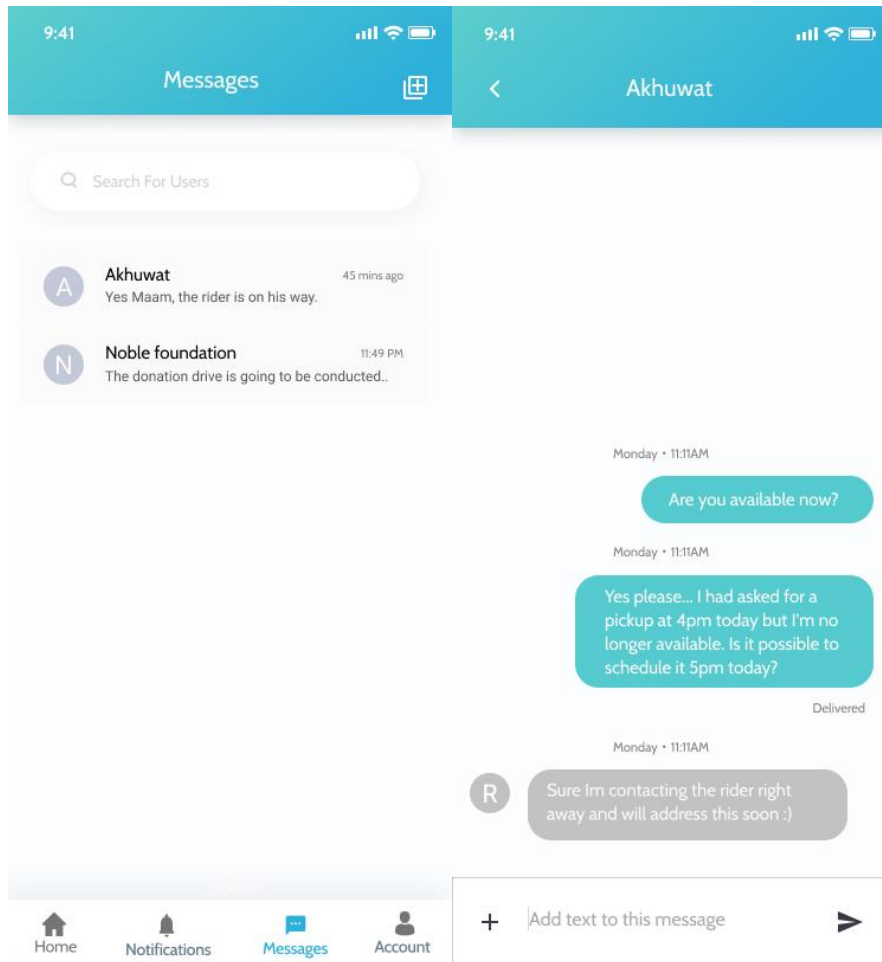 9:41
Messages
Search For Users
A
Akhuwat
45 mins ago
Yes Maam, the rider is on his way.
N
Noble foundation
11:49 PM
The donation drive is going to be conducted..
Home
Notifications
Messages
Account
9:41
Akhuwat
Monday • 11:11AM
Are you available now?
Monday • 11:11AM
Yes please... I had asked for a
pickup at 4pm today but I'm no
longer available. Is it possible to
schedule it 5pm today?
Delivered
Monday • 11:11AM
R
Sure Im contacting the rider right
away and will address this soon :)
Add text to this message